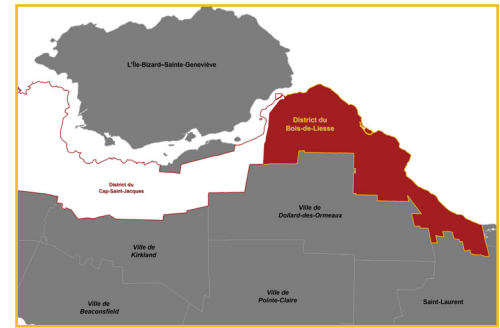 L'Île-Bizard–Sainte-Geneviève
District du
Bois-de-Liesse
District du
Cap-Saint-Jacques
Ville de
Dollard-des-Ormeaux
Ville de
Kirkland
Ville de
Beaconsfield
Ville de
Pointe-Claire
Saint-Laurent